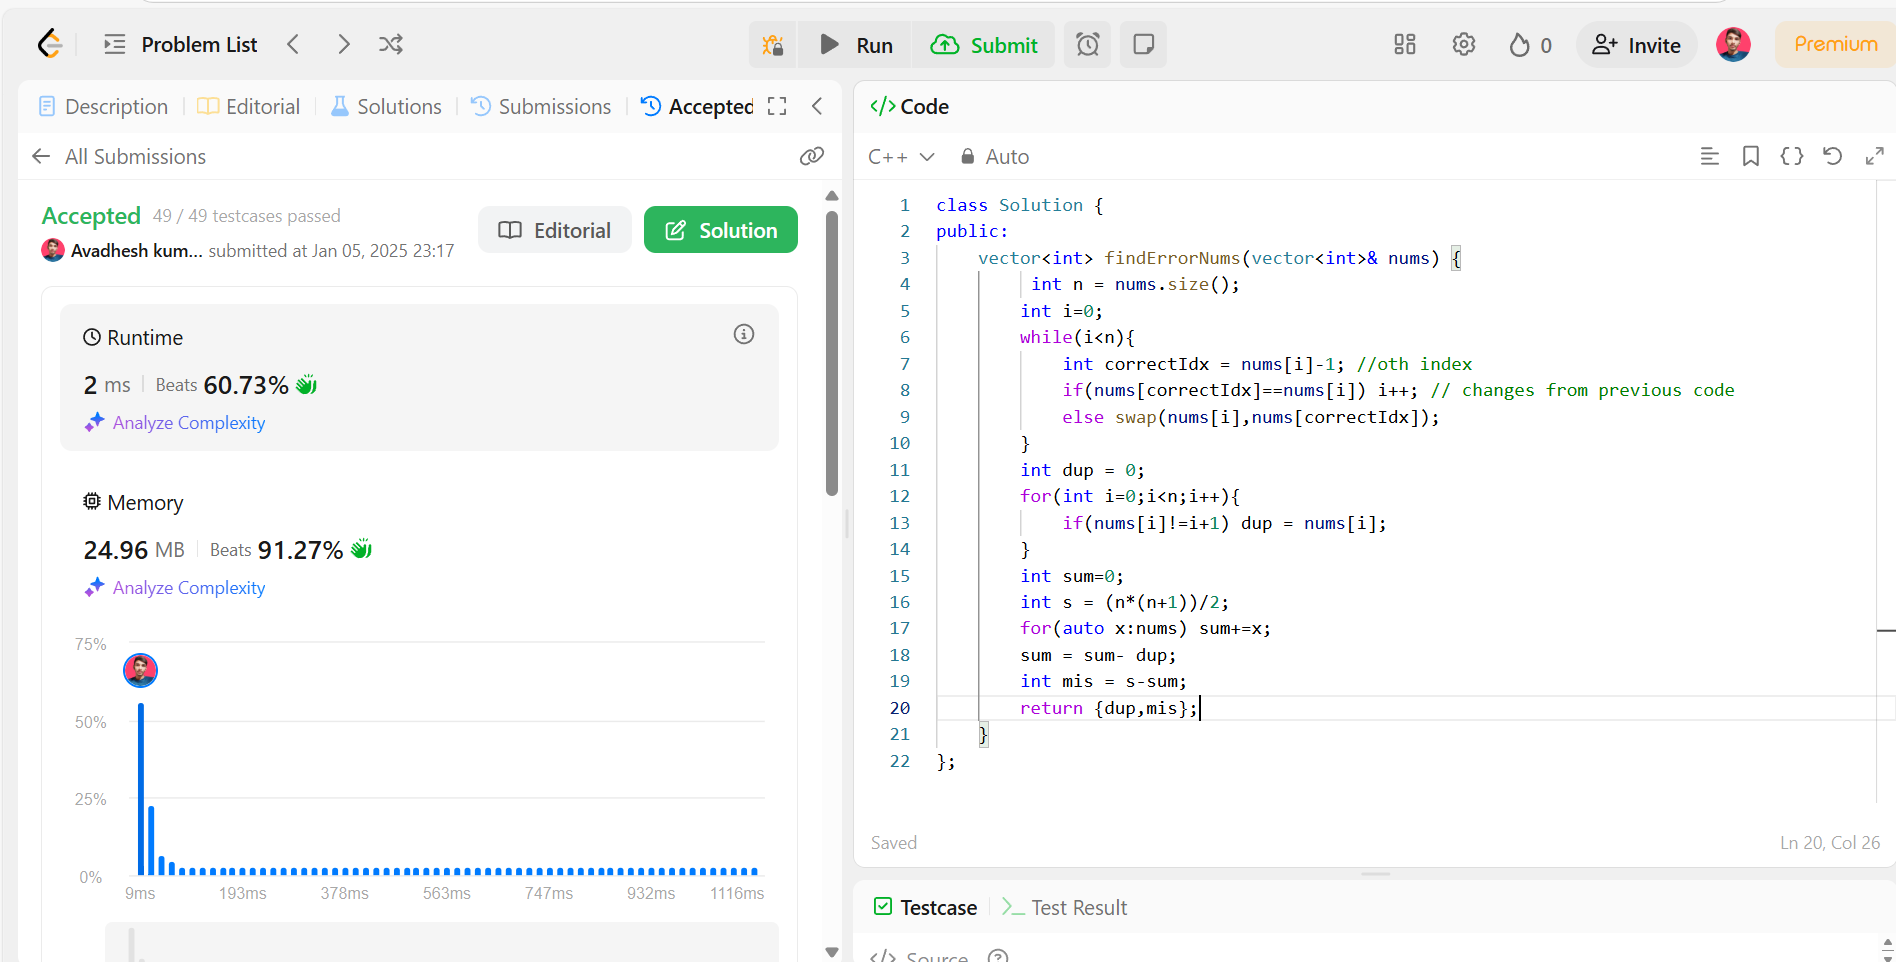 Problem List
Run
Submit
0
Invite
Premium
Description
Editorial
Solutions
Submissions
Accepted
All Submissions
Accepted 49 / 49 testcases passed
Avadhesh kum... submitted at Jan 05, 2025 23:17
Editorial
Solution
Runtime
2 ms Beats 60.73%
Analyze Complexity
Memory
24.96 MB Beats 91.27%
Analyze Complexity
75%
50%
25%
0%
9ms 193ms 378ms 563ms 747ms 932ms 1116ms
</> Code
C++ Auto
1 class Solution {
2 public:
3 vector<int> findErrorNums(vector<int>& nums) {
4 int n = nums.size();
5 int i=0;
6 while(i<n){
7 int correctIdx = nums[i]-1; //oth index
8 if(nums[correctIdx]==nums[i]) i++; // changes from previous code
9 else swap(nums[i],nums[correctIdx]);
10 }
11 int dup = 0;
12 for(int i=0;i<n;i++){
13 if(nums[i]!=i+1) dup = nums[i];
14 }
15 int sum=0;
16 int s = (n*(n+1))/2;
17 for(auto x:nums) sum+=x;
18 sum = sum- dup;
19 int mis = s-sum;
20 return {dup,mis};
21 }
22 };
Saved
Ln 20, Col 26
Testcase
Test Result
</> Source